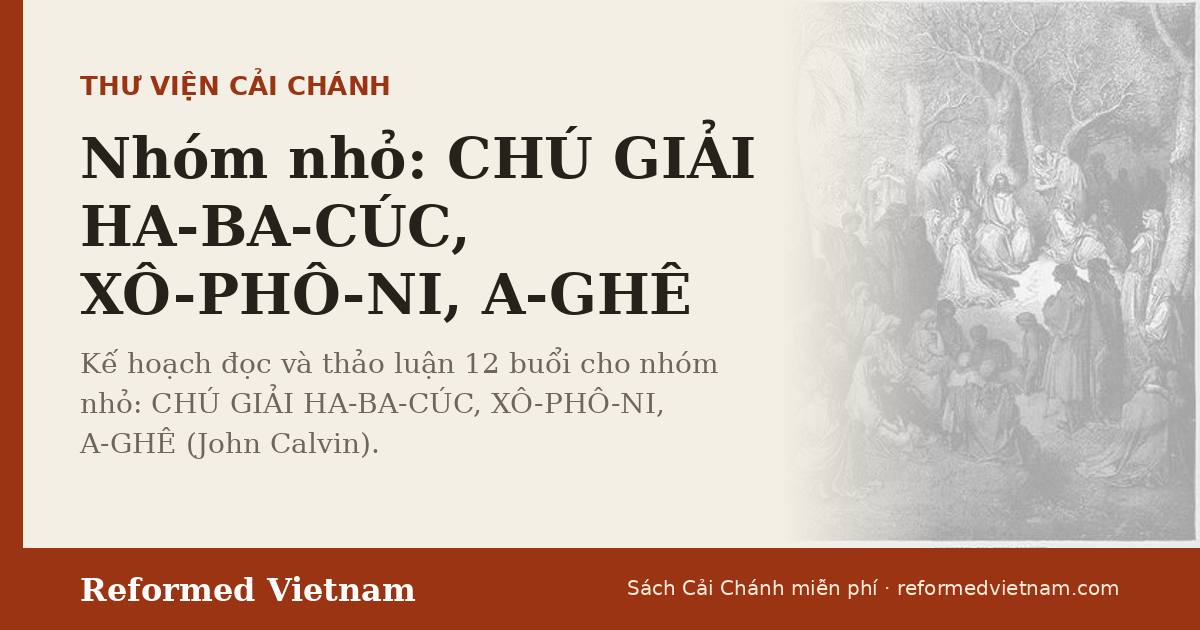 THƯ VIỆN CẢI CHÁNH
Nhóm nhỏ: CHÚ GIẢI
HA-BA-CÚC,
XÔ-PHÔ-NI, A-GHÊ
Kế hoạch đọc và thảo luận 12 buổi cho nhóm
nhỏ: CHÚ GIẢI HA-BA-CÚC, XÔ-PHÔ-NI,
A-GHÊ (John Calvin).
Reformed Vietnam
Sách Cải Chánh miễn phí · reformedvietnam.com